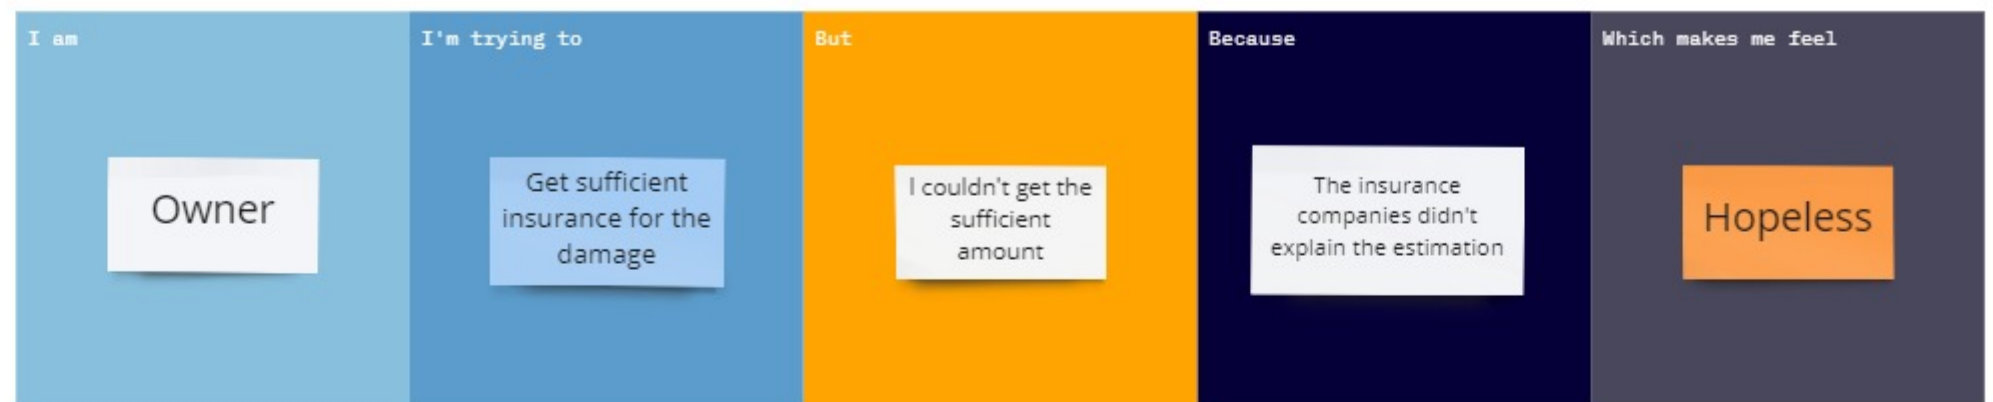 I am
Owner
I'm trying to
Get sufficient
insurance for the
damage
But
I couldn't get the
sufficient
amount
Because
The insurance
companies didn't
explain the estimation
Which makes me feel
Hopeless